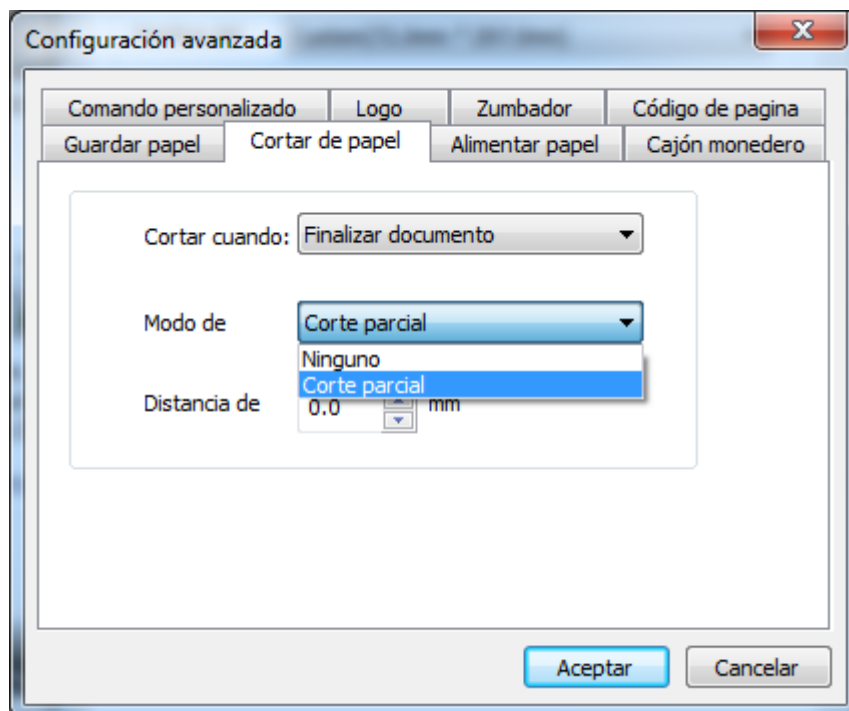 Configuración avanzada
Comando personalizado Logo Zumbador Código de pagina
Guardar papel Cortar de papel Alimentar papel Cajón monedero
Cortar cuando: Finalizar documento
Modo de Corte parcial
Ninguno
Corte parcial
Distancia de 0.0 mm
Aceptar Cancelar